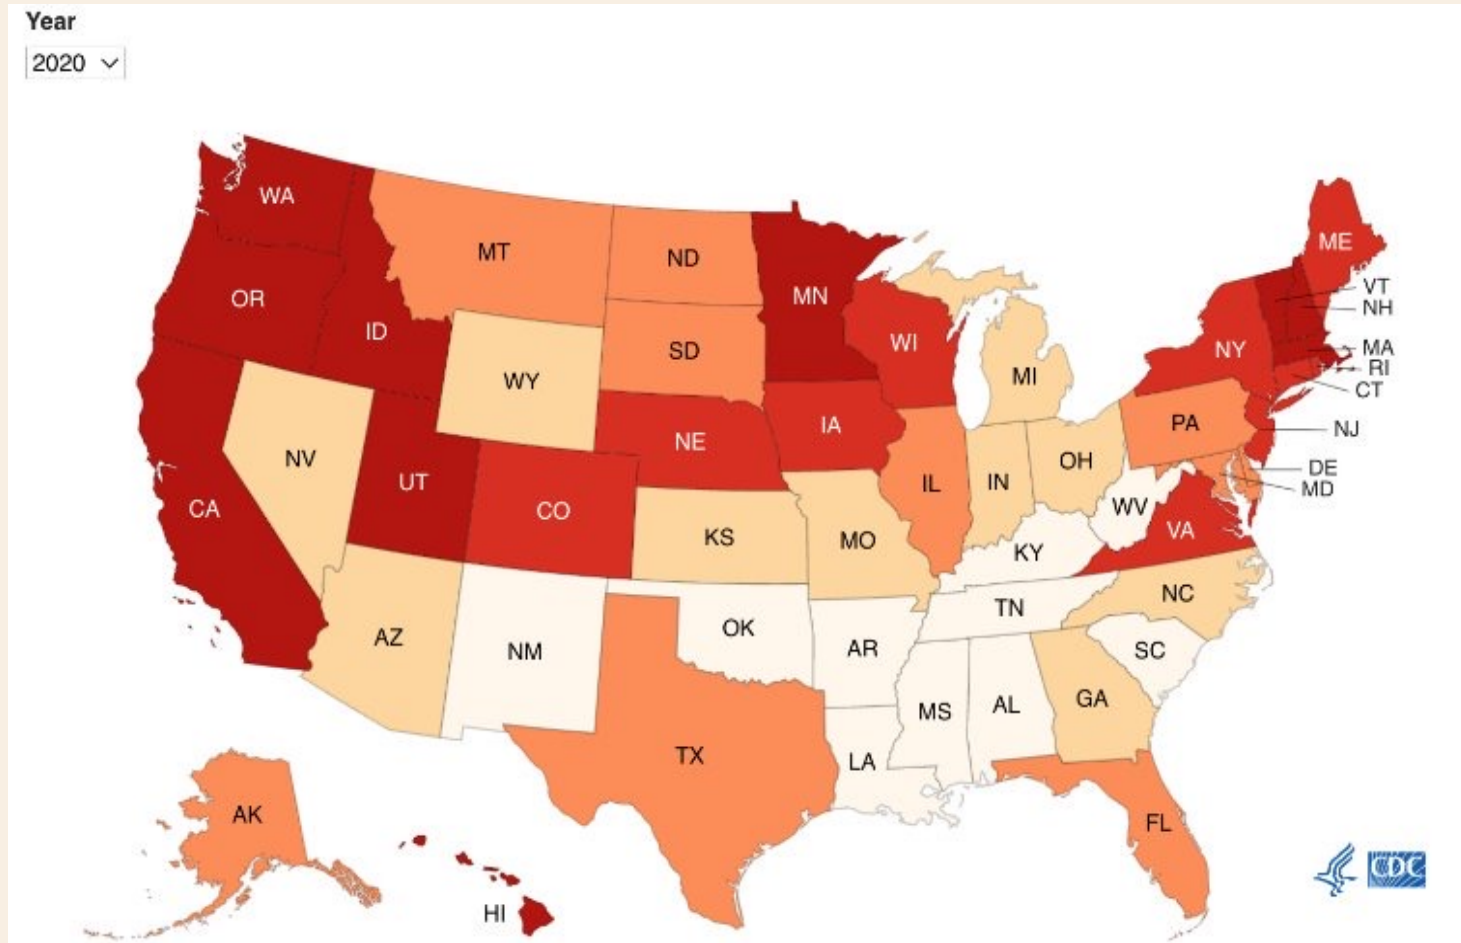 Year
2020
WA
ME
MT
ND
VT
MN
OR
NH
ID
WI
NY
MA
SD
RI
MI
WY
CT
IA
PA
NJ
NE
NV
OH
DE
UT
IL
IN
MD
CA
CO
WV
VA
KS
MO
KY
NC
TN
AZ
OK
NM
AR
SC
GA
MS
AL
TX
LA
AK
FL
CDC
HI